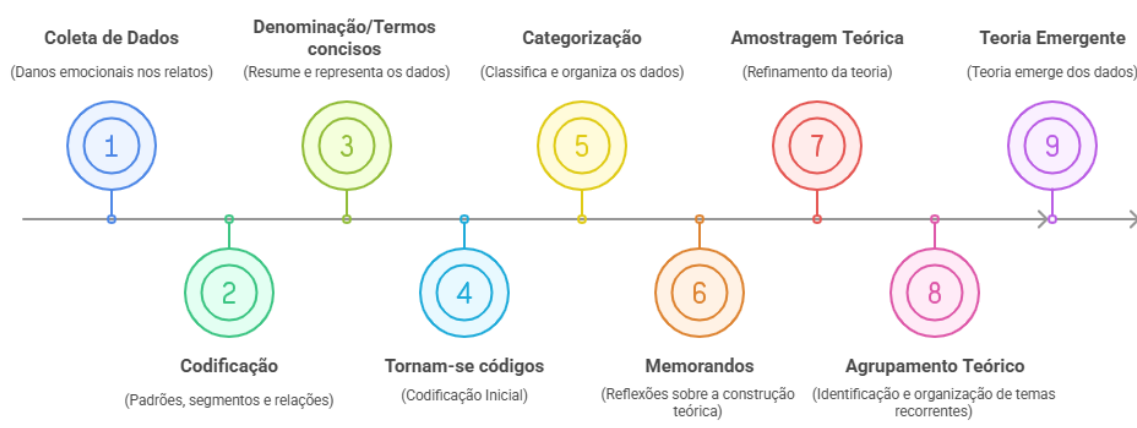 Coleta de Dados
(Danos emocionais nos relatos)
1
Codificação
(Padrões, segmentos e relações)
2
Denominação/Termos
concisos
(Resume e representa os dados)
3
Tornam-se códigos
(Codificação Inicial)
4
Categorização
(Classifica e organiza os dados)
5
Memorandos
(Reflexões sobre a construção
teórica)
6
Amostragem Teórica
(Refinamento da teoria)
7
Agrupamento Teórico
(Identificação e organização de temas
recorrentes)
8
Teoria Emergente
(Teoria emerge dos dados)
9